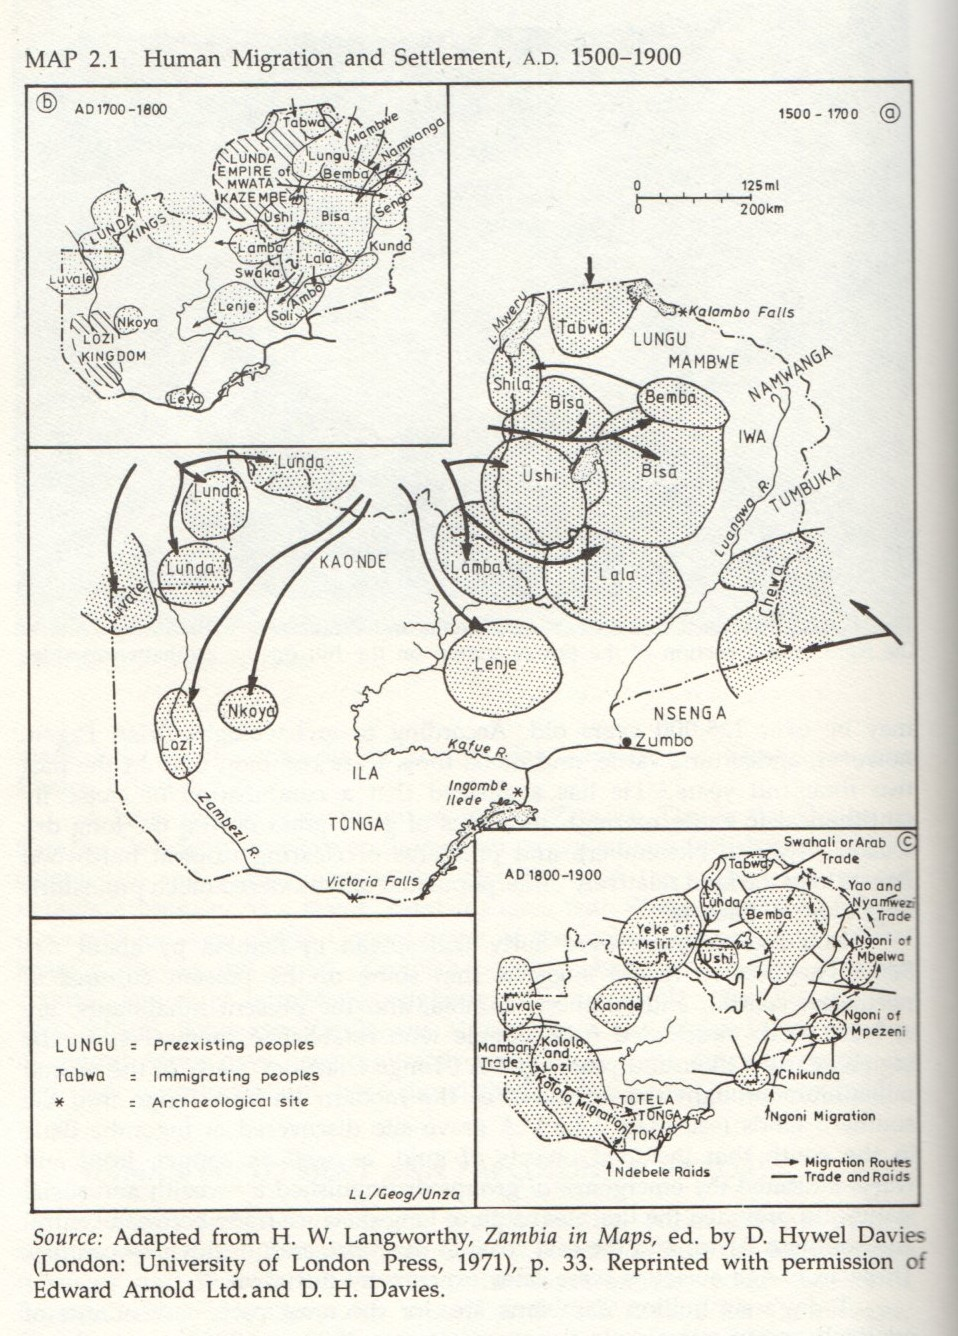 MAP 2.1 Human Migration and Settlement, A.D. 1500–1900
b
AD 1700-1800
Tabwa
Mambwe
Namwanga
Lungu
Bemba
LUNDA
EMPIRE of
MWATA
KAZEMBE
Senga
Ushi
Bisa
LUNDA
KINGS
Lamba
Lala
Kunda
Swaka
Luvale
Ambo
Lenje
Soli
Nkoya
LOZI
KINGDOM
Leya
1500 - 1700 a
0 125ml
0 200km
L. Mweru
Tabwa
Kalambo Falls
LUNGU
MAMBWE
NAMWANGA
Shila
Bisa
Bemba
IWA
Ushi
Bisa
TUMBUKA
Luangwa R.
Lunda
Lunda
KAONDE
Lunda
Lamba
Lala
Luvale
Chewa
Lenje
Nkoya
NSENGA
Lozi
Zumbo
Kafue R.
ILA
Ingombe
Ilede
TONGA
Zambezi R.
Victoria Falls
c
AD 1800-1900
Swahali or Arab
Trade
Tabwa
Yao and
Nyamwezi
Trade
Lunda
Bemba
Yeke of
Msiri
Ushi
Ngoni of
Mbelwa
Luvale
Kaonde
Ngoni of
Mpezeni
Mambari
Trade
Kololo
and
Lozi
Chikunda
Kololo Migration
TOTELA
TONGA
TOKA
Ngoni Migration
Ndebele Raids
Migration Routes
Trade and Raids
LUNGU = Preexisting peoples
Tabwa = Immigrating peoples
* = Archaeological site
LL/Geog/Unza
Source: Adapted from H. W. Langworthy, Zambia in Maps, ed. by D. Hywel Davies
(London: University of London Press, 1971), p. 33. Reprinted with permission of
Edward Arnold Ltd. and D. H. Davies.